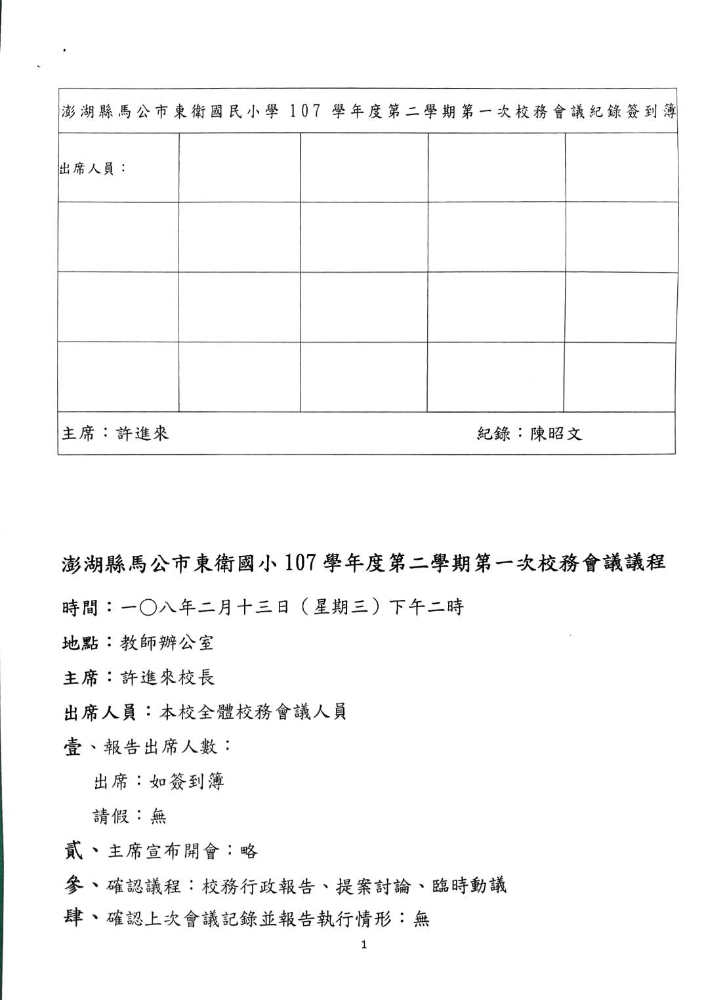 澎湖縣馬公市東衛國民小學 107 學年度第二學期第一次校務會議紀錄簽到簿
出席人員：
主席：許進來 紀錄：陳昭文
澎湖縣馬公市東衛國小 107 學年度第二學期第一次校務會議議程
時間：一〇八年二月十三日（星期三）下午二時
地點：教師辦公室
主席：許進來校長
出席人員：本校全體校務會議人員
壹、報告出席人數：
出席：如簽到簿
請假：無
貳、主席宣布開會：略
參、確認議程：校務行政報告、提案討論、臨時動議
肆、確認上次會議記錄並報告執行情形：無
1